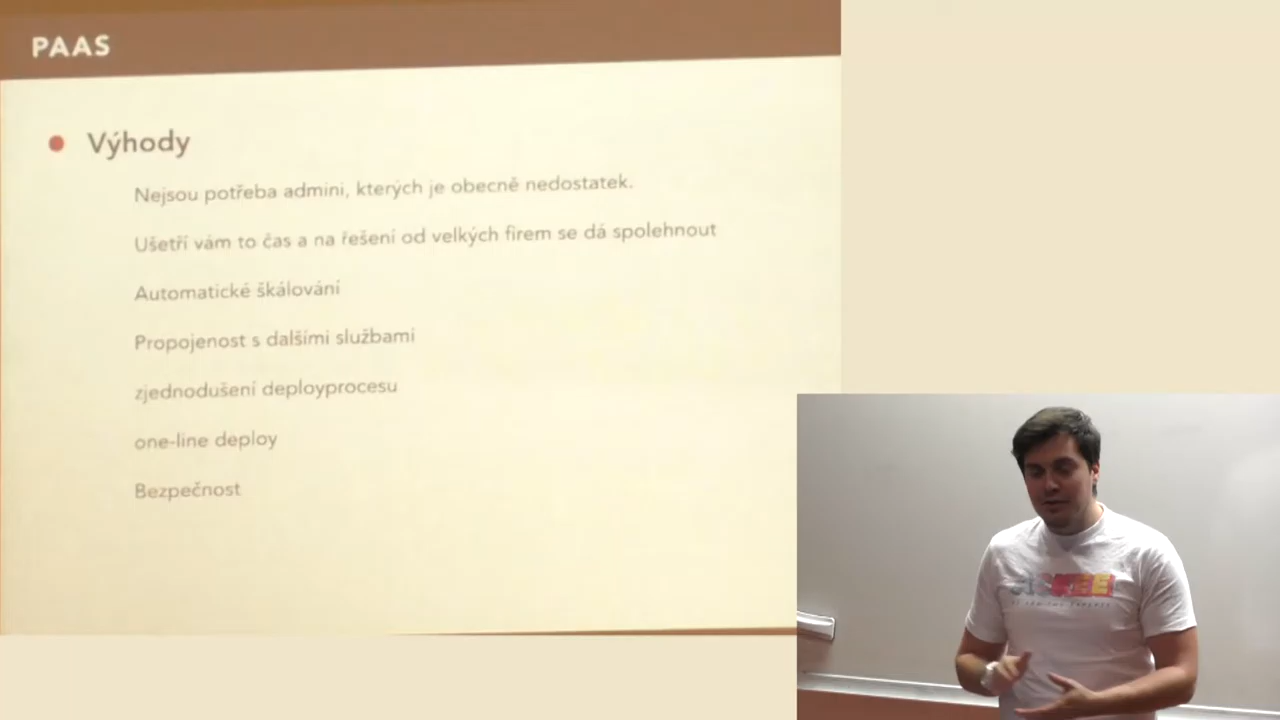 PAAS
Výhody
Nejsou potřeba admini, kterých je obecně nedostatek.
Ušetří vám to čas a na řešení od velkých firem se dá spolehnout
Automatické škálování
Propojenost s dalšími službami
zjednodušení deployprocesu
one-line deploy
Bezpečnost